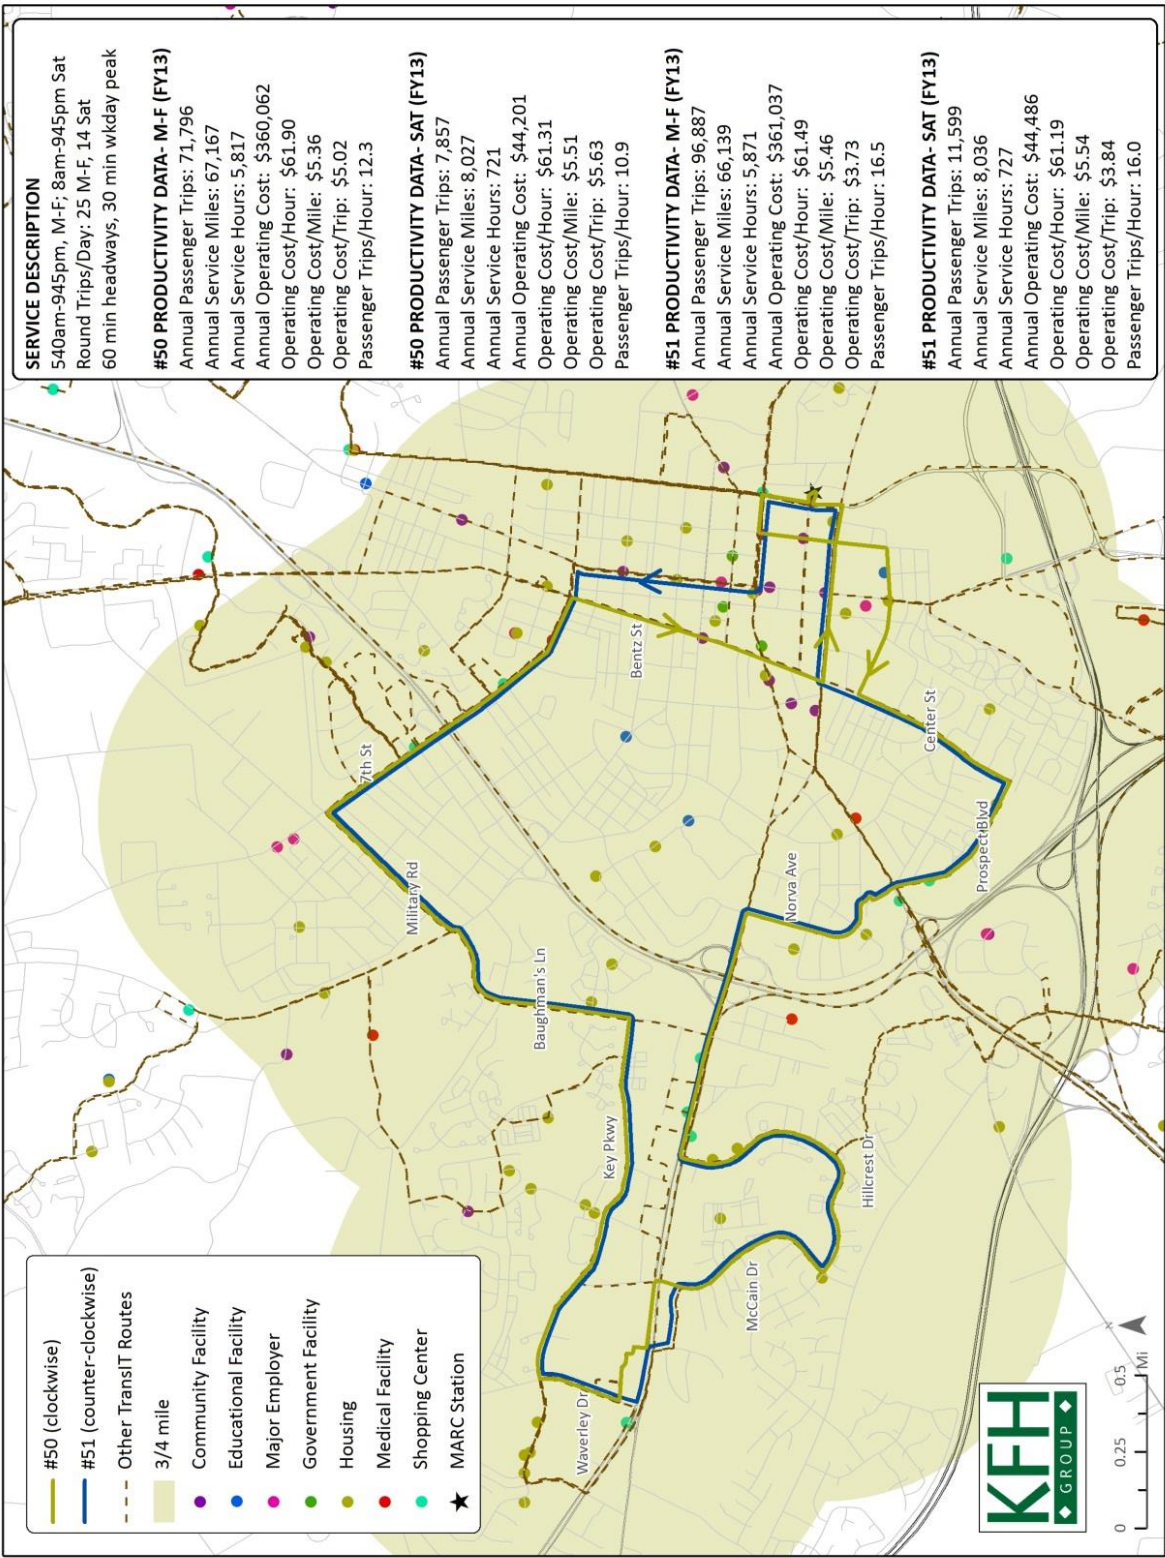 #50 (clockwise)
#51 (counter-clockwise)
Other TransIT Routes
3/4 mile
Community Facility
Educational Facility
Major Employer
Government Facility
Housing
Medical Facility
Shopping Center
MARC Station
SERVICE DESCRIPTION
540am-945pm, M-F; 8am-945pm Sat
Round Trips/Day: 25 M-F, 14 Sat
60 min headways, 30 min wkday peak
#50 PRODUCTIVITY DATA- M-F (FY13)
Annual Passenger Trips: 71,796
Annual Service Miles: 67,167
Annual Service Hours: 5,817
Annual Operating Cost: $360,062
Operating Cost/Hour: $61.90
Operating Cost/Mile: $5.36
Operating Cost/Trip: $5.02
Passenger Trips/Hour: 12.3
#50 PRODUCTIVITY DATA- SAT (FY13)
Annual Passenger Trips: 7,857
Annual Service Miles: 8,027
Annual Service Hours: 721
Annual Operating Cost: $44,201
Operating Cost/Hour: $61.31
Operating Cost/Mile: $5.51
Operating Cost/Trip: $5.63
Passenger Trips/Hour: 10.9
#51 PRODUCTIVITY DATA- M-F (FY13)
Annual Passenger Trips: 96,887
Annual Service Miles: 66,139
Annual Service Hours: 5,871
Annual Operating Cost: $361,037
Operating Cost/Hour: $61.49
Operating Cost/Mile: $5.46
Operating Cost/Trip: $3.73
Passenger Trips/Hour: 16.5
#51 PRODUCTIVITY DATA- SAT (FY13)
Annual Passenger Trips: 11,599
Annual Service Miles: 8,036
Annual Service Hours: 727
Annual Operating Cost: $44,486
Operating Cost/Hour: $61.19
Operating Cost/Mile: $5.54
Operating Cost/Trip: $3.84
Passenger Trips/Hour: 16.0
7th St
Military Rd
Baughman's Ln
Bentz St
Key Pkwy
Waverley Dr
Norva Ave
McCain Dr
Hillcrest Dr
Center St
Prospect Blvd
KFH
GROUP
N
0
0.25
0.5
Mi